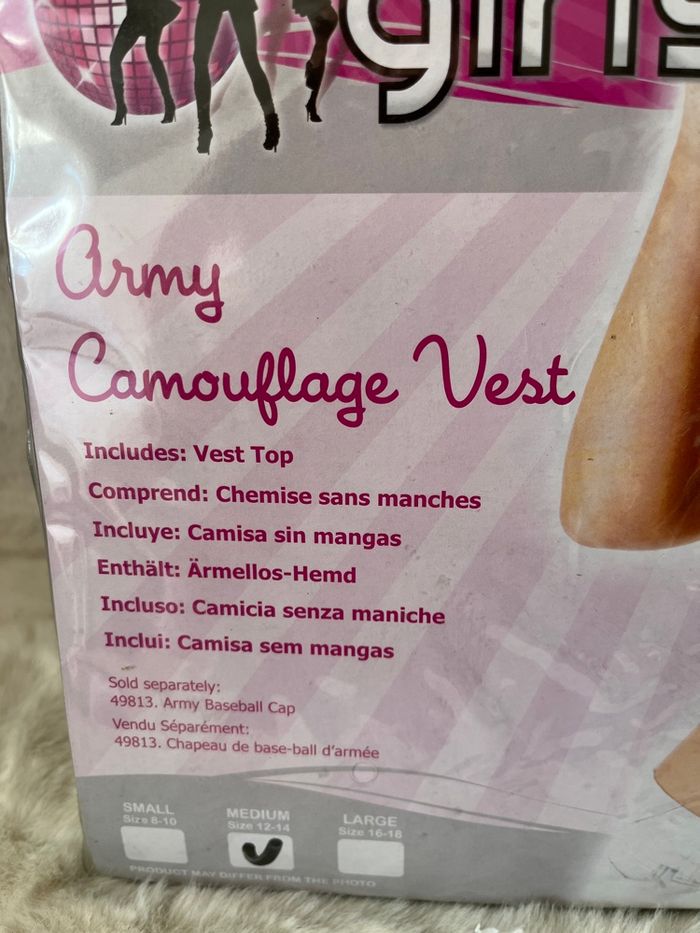 girls
Army
Camouflage Vest
Includes: Vest Top
Comprend: Chemise sans manches
Incluye: Camisa sin mangas
Enthält: Ärmellos-Hemd
Incluso: Camicia senza maniche
Inclui: Camisa sem mangas
Sold separately:
49813. Army Baseball Cap
Vendu Séparément:
49813. Chapeau de base-ball d'armée
SMALL MEDIUM LARGE
Size 8-10 Size 12-14 Size 16-18
PRODUCT MAY DIFFER FROM THE PHOTO